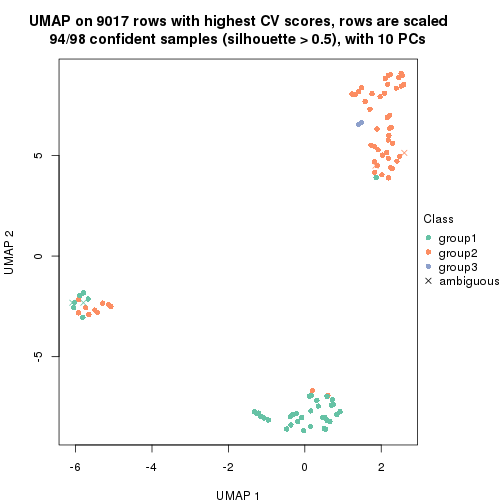 UMAP on 9017 rows with highest CV scores, rows are scaled
94/98 confident samples (silhouette > 0.5), with 10 PCs
5
0
-5
UMAP 2
-6
-4
-2
0
2
UMAP 1
Class
group1
group2
group3
ambiguous